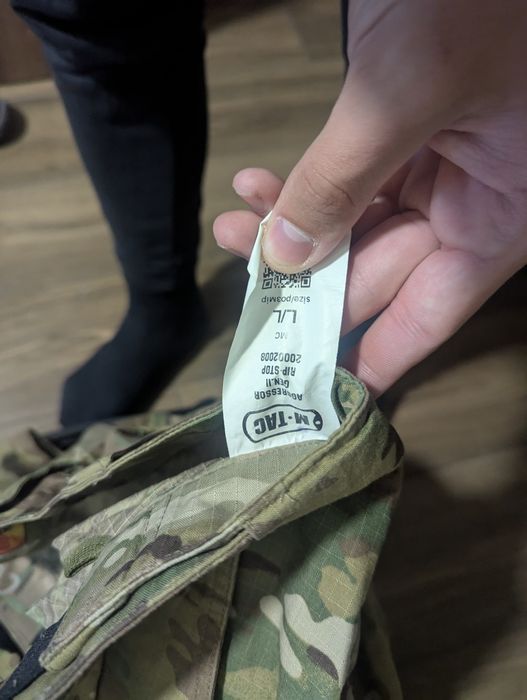 M-TAC
AGGRESSOR
GEN.II
RIP-STOP
20002008
MC
L/L
size/розмір